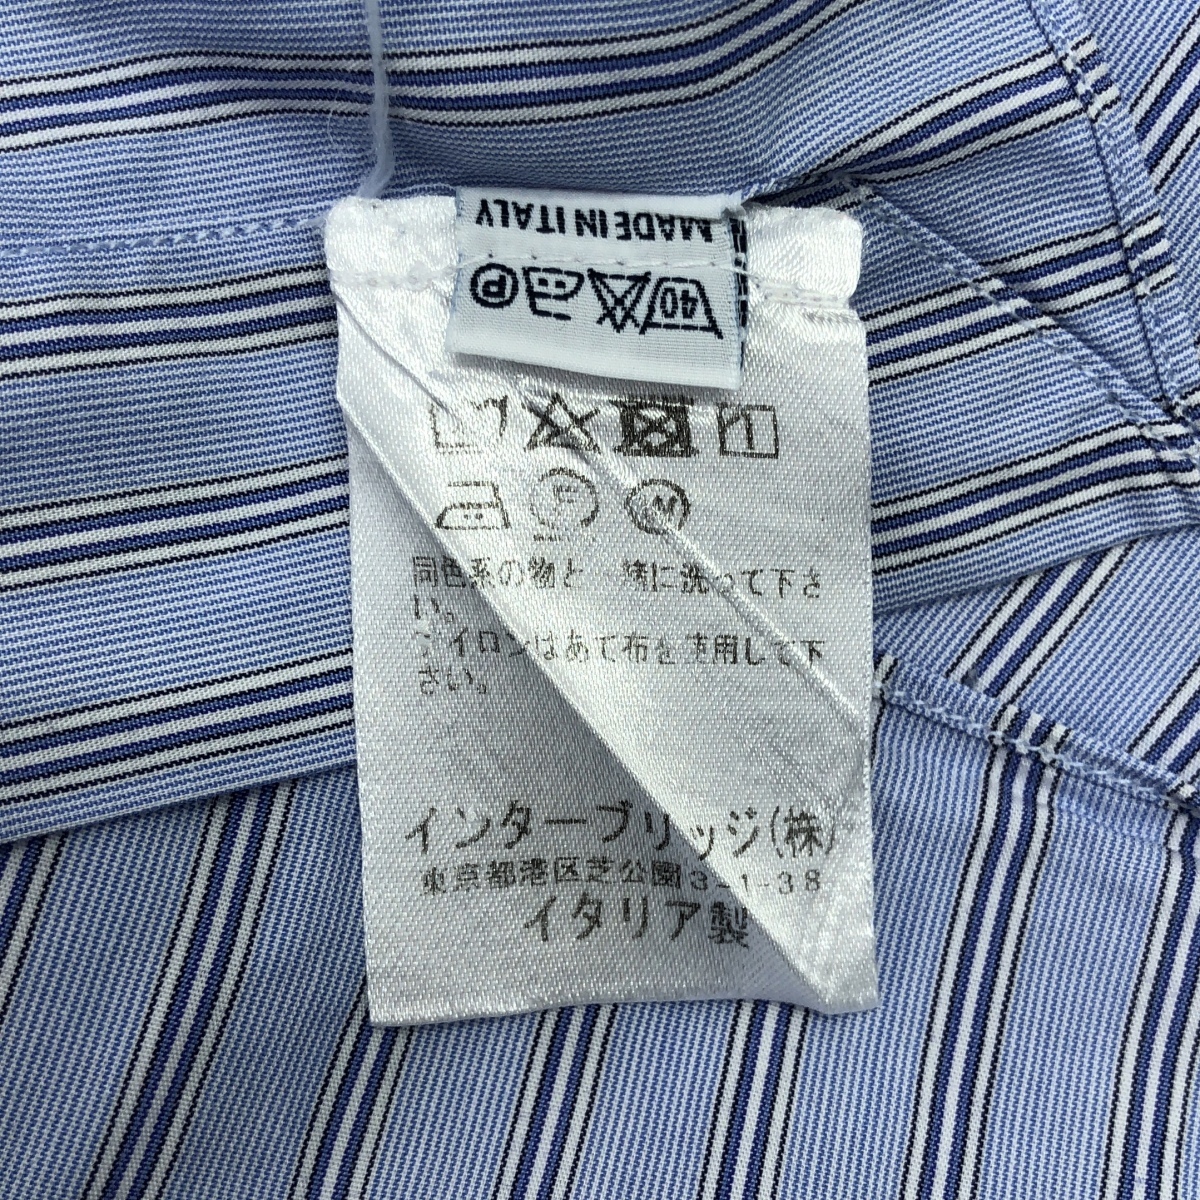 MADE IN ITALY
40 P
F W
同色系の物と一緒に洗って下さ
い。
アイロンはあて布を使用して下
さい。
インターブリッジ(株)
東京都港区芝公園3-1-38
イタリア製